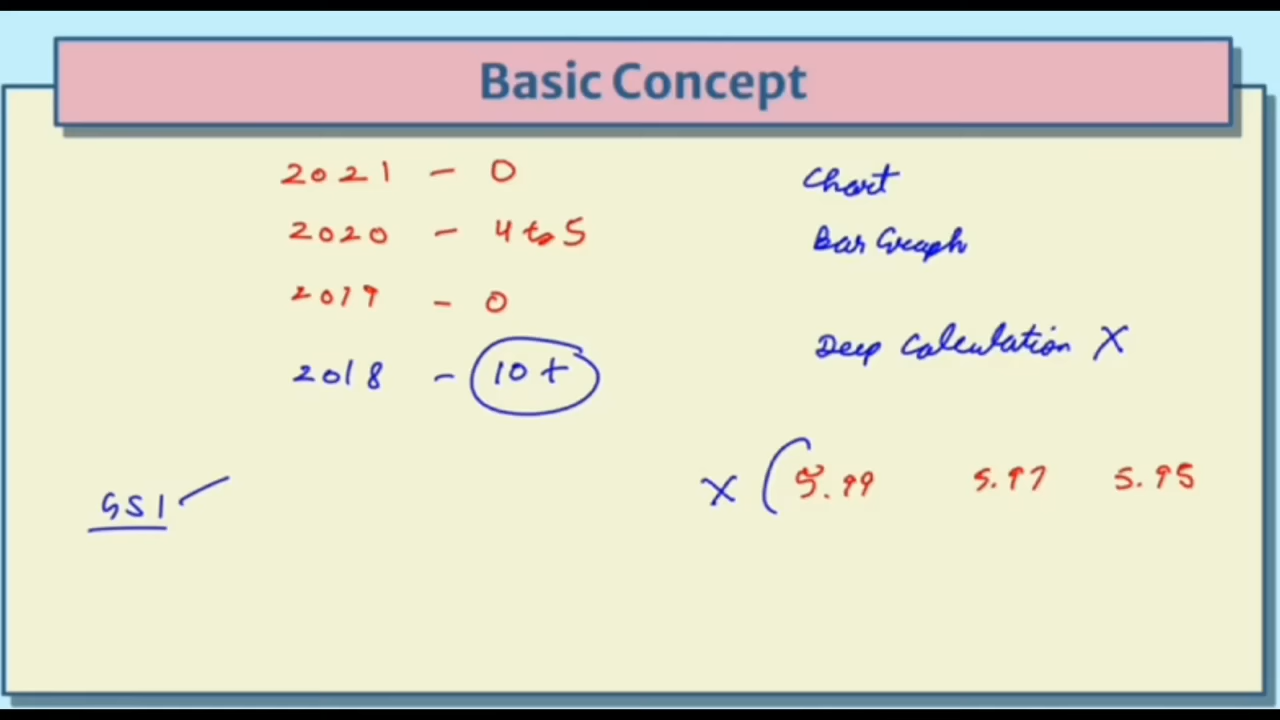 Basic Concept
2021 - 0
2020 - 4 to 5
2019 - 0
2018 - 10+
Chart
Bar Graph
Deep Calculation X
GS1
X ( 5.99 5.97 5.95